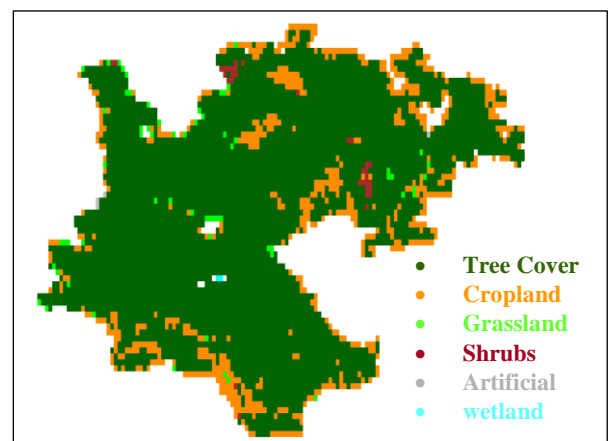 Tree Cover
Cropland
Grassland
Shrubs
Artificial
wetland